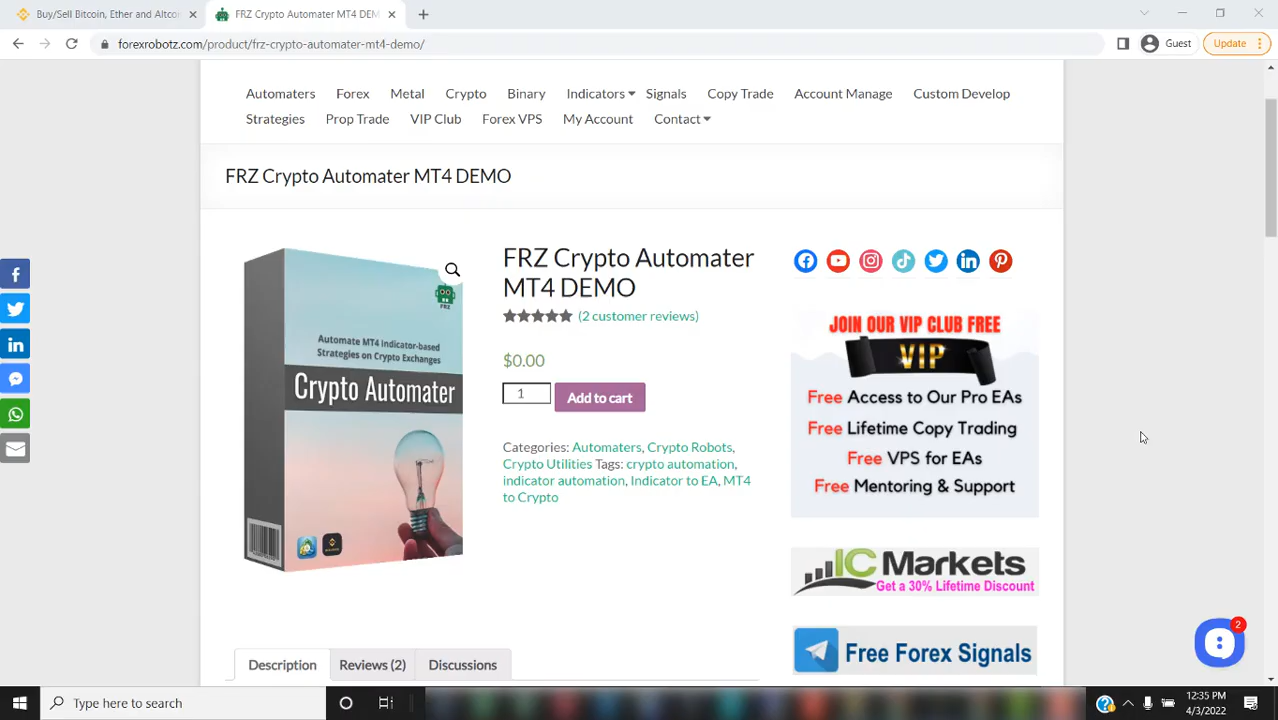 Buy/Sell Bitcoin, Ether and Altcoi
FRZ Crypto Automater MT4 DEM
forexrobotz.com/product/frz-crypto-automater-mt4-demo/
Guest
Update
Automaters Forex Metal Crypto Binary Indicators Signals Copy Trade Account Manage Custom Develop
Strategies Prop Trade VIP Club Forex VPS My Account Contact
FRZ Crypto Automater MT4 DEMO
FRZ
Automate MT4 indicator-based
Strategies on Crypto Exchanges
Crypto Automater
FRZ Crypto Automater
MT4 DEMO
(2 customer reviews)
$0.00
1
Add to cart
Categories: Automaters, Crypto Robots,
Crypto Utilities Tags: crypto automation,
indicator automation, Indicator to EA, MT4
to Crypto
JOIN OUR VIP CLUB FREE
VIP
Free Access to Our Pro EAs
Free Lifetime Copy Trading
Free VPS for EAs
Free Mentoring & Support
IC Markets
Get a 30% Lifetime Discount
Free Forex Signals
2
Description Reviews (2) Discussions
Type here to search
12:35 PM
4/3/2022